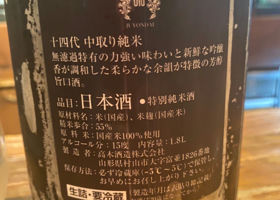 JUYONDAI
十四代 中取り純米
無濾過特有の力強い味わいと新鮮な吟醸
香が調和した柔らかな余韻が特徴の芳醇
旨口酒。
品目：日本酒・特別純米酒
原材料名：米（国産）、米麹（国産米）
精米歩合：55％
原料米：国産米100％使用
アルコール分：15度 内容量：1.8L
製造者：高木酒造株式会社
山形県村山市大字富並1826番地
保存方法：必ず冷蔵庫（-5℃～5℃）で保管し、
お早めにお召し上がり下さい。
生詰・要冷蔵
製造年月は